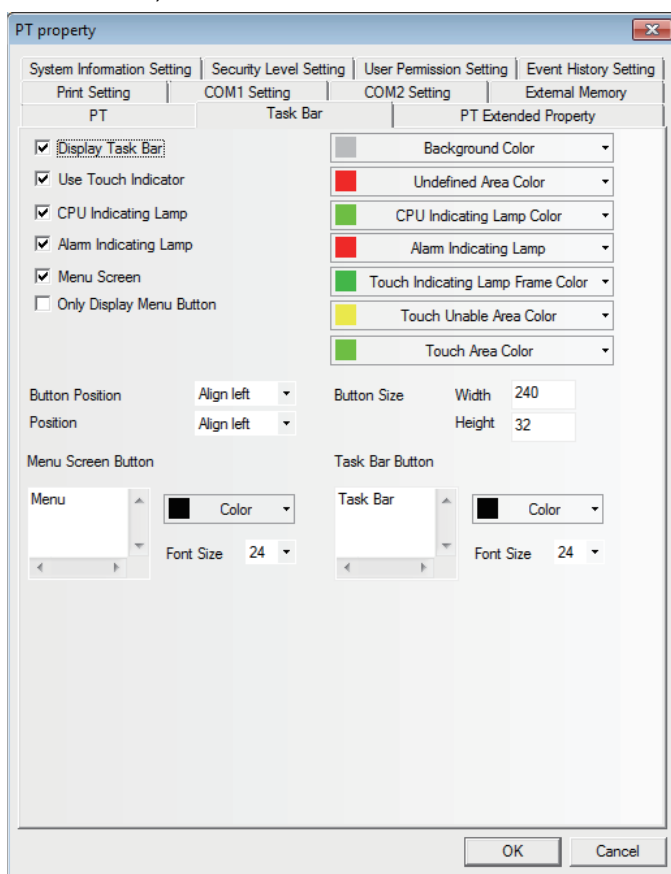 PT property
System Information Setting Security Level Setting User Permission Setting Event History Setting
Print Setting COM1 Setting COM2 Setting External Memory
PT Task Bar PT Extended Property
Display Task Bar Background Color
Use Touch Indicator Undefined Area Color
CPU Indicating Lamp CPU Indicating Lamp Color
Alarm Indicating Lamp Alarm Indicating Lamp
Menu Screen Touch Indicating Lamp Frame Color
Only Display Menu Button Touch Unable Area Color
Touch Area Color
Button Position Align left Button Size Width 240
Position Align left Height 32
Menu Screen Button Task Bar Button
Menu Color Task Bar Color
Font Size 24 Font Size 24
OK Cancel